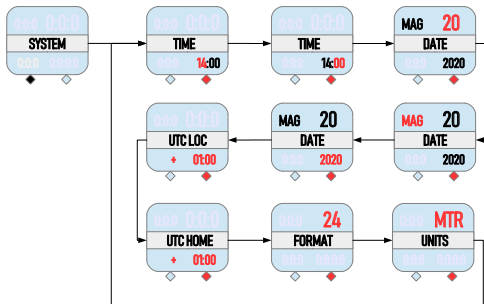 SYSTEM
TIME
14:00
TIME
14:00
MAG 20
DATE
2020
MAG 20
DATE
2020
MAG 20
DATE
2020
UTC LOC
+ 01:00
UTC HOME
+ 01:00
24
FORMAT
MTR
UNITS